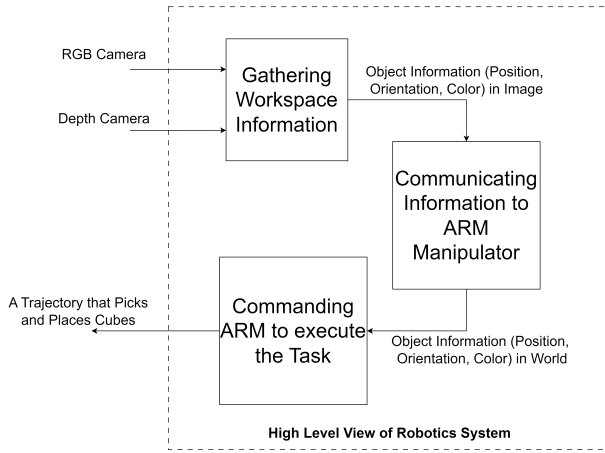 RGB Camera
Depth Camera
Gathering
Workspace
Information
Object Information (Position,
Orientation, Color) in Image
Communicating
Information to
ARM
Manipulator
Object Information (Position,
Orientation, Color) in World
Commanding
ARM to execute
the Task
A Trajectory that Picks
and Places Cubes
High Level View of Robotics System